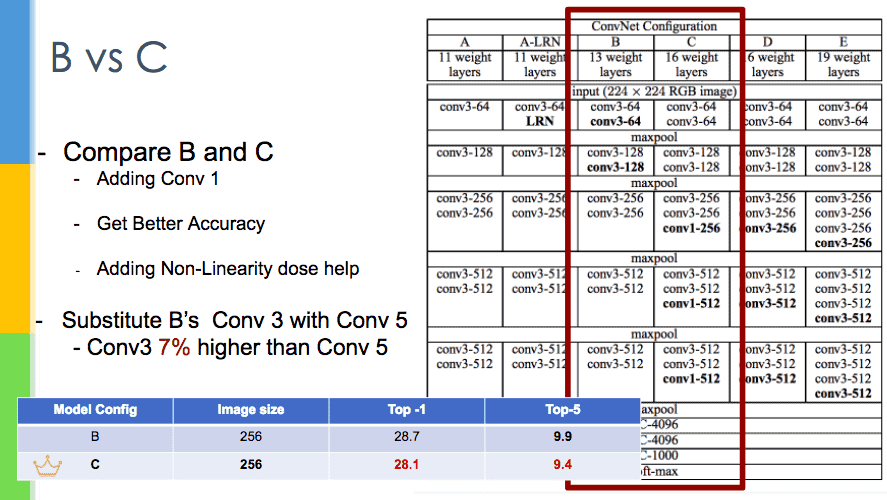 B vs C
- Compare B and C
- Adding Conv 1
- Get Better Accuracy
- Adding Non-Linearity dose help
- Substitute B's Conv 3 with Conv 5
- Conv3 7% higher than Conv 5
ConvNet Configuration
A A-LRN B C D E
11 weight 11 weight 13 weight 16 weight 6 weight 19 weight
layers layers layers layers layers layers
input (224 × 224 RGB image)
conv3-64 conv3-64 conv3-64 conv3-64 conv3-64 conv3-64
LRN conv3-64 conv3-64 conv3-64 conv3-64
maxpool
conv3-128 conv3-128 conv3-128 conv3-128 conv3-128 conv3-128
conv3-128 conv3-128 conv3-128 conv3-128
maxpool
conv3-256 conv3-256 conv3-256 conv3-256 conv3-256 conv3-256
conv3-256 conv3-256 conv3-256 conv3-256 conv3-256 conv3-256
conv1-256 conv3-256 conv3-256
conv3-256
maxpool
conv3-512 conv3-512 conv3-512 conv3-512 conv3-512 conv3-512
conv3-512 conv3-512 conv3-512 conv3-512 conv3-512 conv3-512
conv1-512 conv3-512 conv3-512
conv3-512
maxpool
conv3-512 conv3-512 conv3-512 conv3-512 conv3-512 conv3-512
conv3-512 conv3-512 conv3-512 conv3-512 conv3-512 conv3-512
conv1-512 conv3-512 conv3-512
conv3-512
axpool
C-4096
C-4096
C-1000
ft-max
Model Config Image size Top -1 Top-5
B 256 28.7 9.9
C 256 28.1 9.4